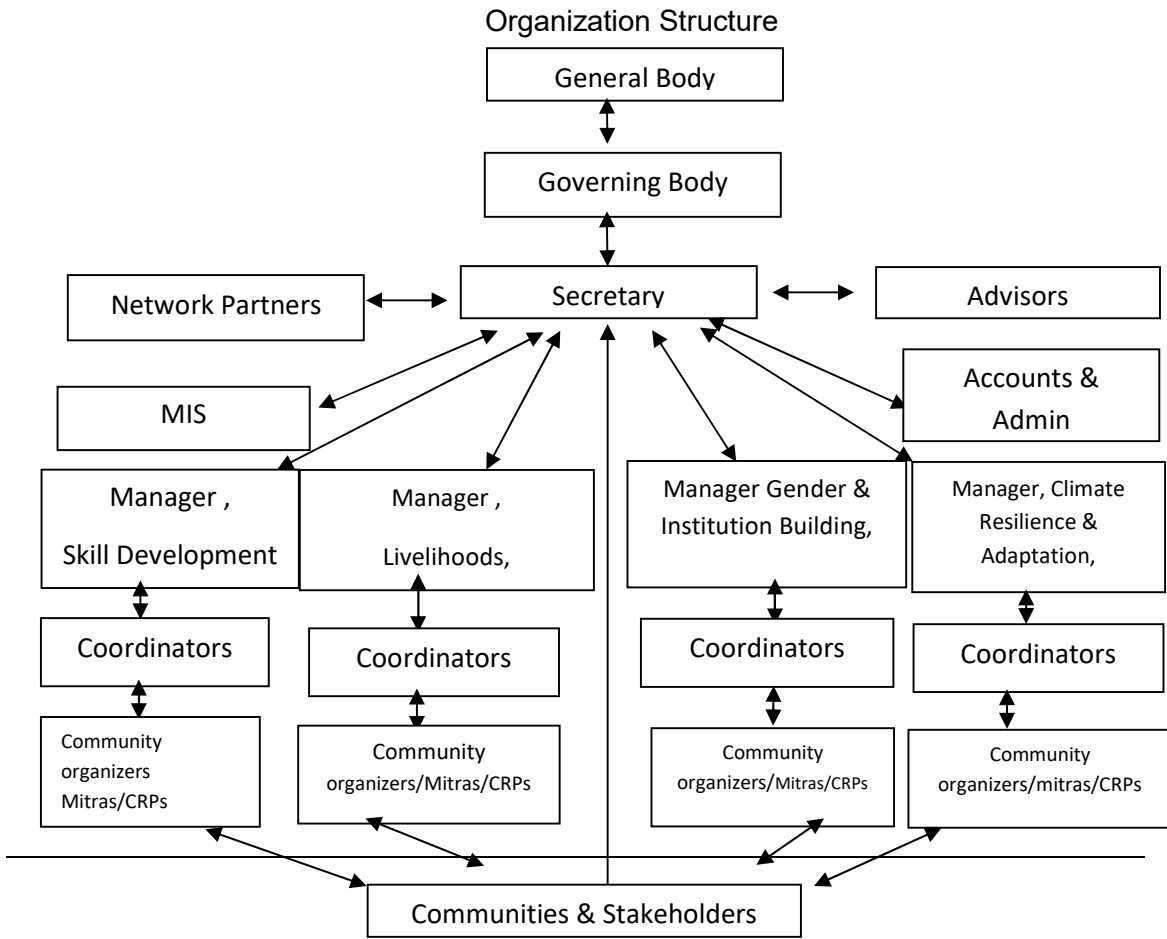 Organization Structure
General Body
Governing Body
Network Partners
Secretary
Advisors
MIS
Accounts &
Admin
Manager ,
Skill Development
Manager ,
Livelihoods,
Manager Gender &
Institution Building,
Manager, Climate
Resilience &
Adaptation,
Coordinators
Coordinators
Coordinators
Coordinators
Community
organizers
Mitras/CRPs
Community
organizers/Mitras/CRPs
Community
organizers/Mitras/CRPs
Community
organizers/mitras/CRPs
Communities & Stakeholders